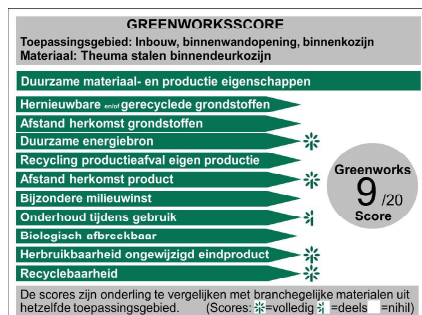 GREENWORKSSCORE
Toepassingsgebied: Inbouw, binnenwandopening, binnenkozijn
Materiaal: Theuma stalen binnendeurkozijn
Duurzame materiaal- en productie eigenschappen
Hernieuwbare en/of gerecyclede grondstoffen
Afstand herkomst grondstoffen
Duurzame energiebron
Recycling productieafval eigen productie
Afstand herkomst product
Bijzondere milieuwinst
Onderhoud tijdens gebruik
Biologisch afbreekbaar
Herbruikbaarheid ongewijzigd eindproduct
Recyclebaarheid
Greenworks
9 /20
Score
De scores zijn onderling te vergelijken met branchegelijke materialen uit
hetzelfde toepassingsgebied. (Scores: =volledig =deels =nihil)